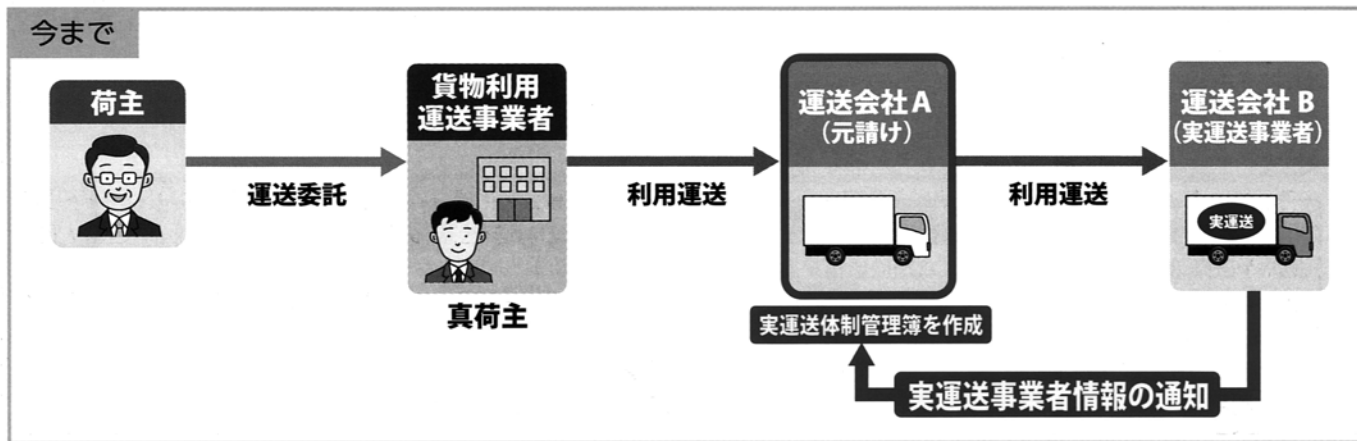 今まで
荷主
運送委託
貨物利用
運送事業者
真荷主
利用運送
運送会社A
（元請け）
実運送体制管理簿を作成
利用運送
運送会社 B
（実運送事業者）
実運送
実運送事業者情報の通知